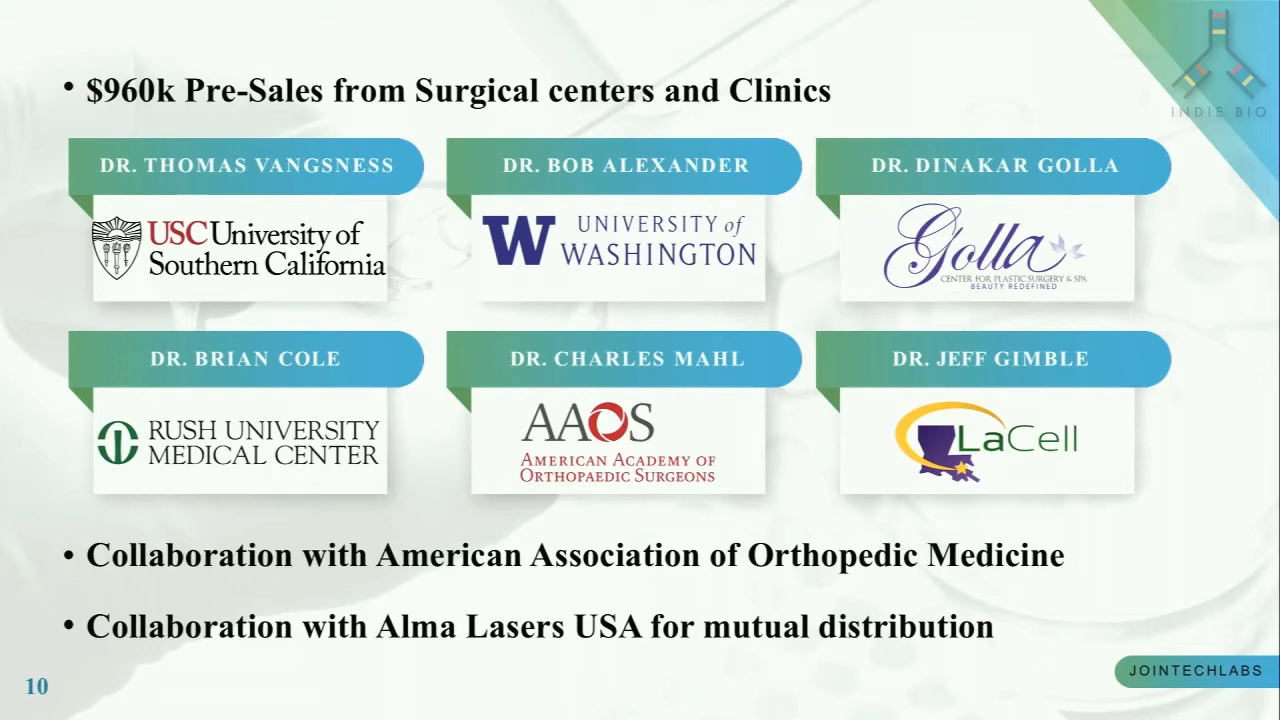 INDIE BIO
• $960k Pre-Sales from Surgical centers and Clinics
DR. THOMAS VANGSNESS
USC University of
Southern California
DR. BOB ALEXANDER
W UNIVERSITY of
WASHINGTON
DR. DINAKAR GOLLA
Golla
CENTER FOR PLASTIC SURGERY & SPA
BEAUTY REDEFINED
DR. BRIAN COLE
RUSH UNIVERSITY
MEDICAL CENTER
DR. CHARLES MAHL
AAOS
AMERICAN ACADEMY OF
ORTHOPAEDIC SURGEONS
DR. JEFF GIMBLE
LaCell
• Collaboration with American Association of Orthopedic Medicine
• Collaboration with Alma Lasers USA for mutual distribution
JOINTECHLABS
10